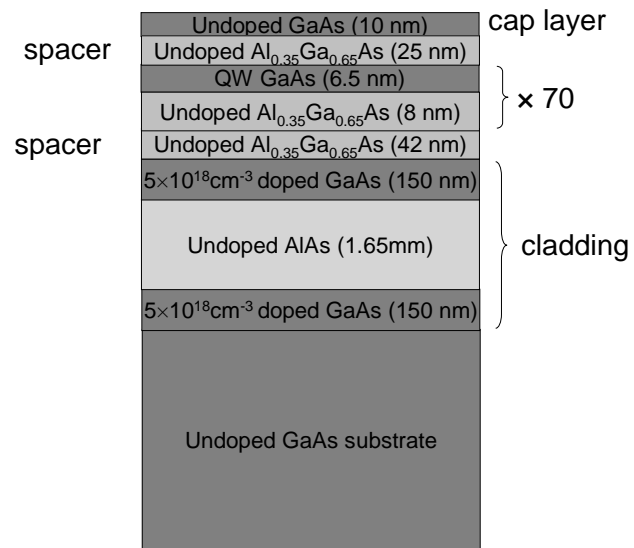 Undoped GaAs (10 nm) cap layer
spacer Undoped Al₀.₃₅Ga₀.₆₅As (25 nm)
QW GaAs (6.5 nm)
× 70
Undoped Al₀.₃₅Ga₀.₆₅As (8 nm)
spacer Undoped Al₀.₃₅Ga₀.₆₅As (42 nm)
5×10¹⁸cm⁻³ doped GaAs (150 nm)
Undoped AlAs (1.65mm) cladding
5×10¹⁸cm⁻³ doped GaAs (150 nm)
Undoped GaAs substrate